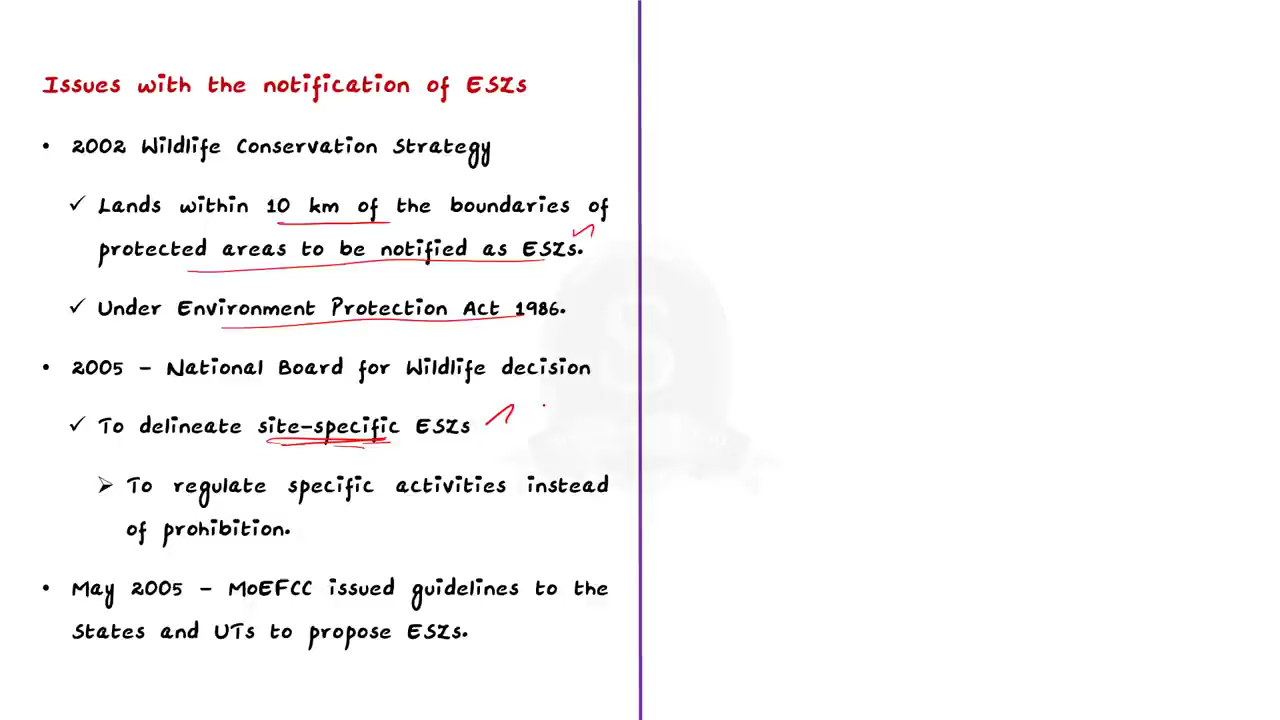 Issues with the notification of ESZs
• 2002 Wildlife Conservation Strategy
✓ Lands within 10 km of the boundaries of
protected areas to be notified as ESZs.
✓ Under Environment Protection Act 1986.
• 2005 – National Board for Wildlife decision
✓ To delineate site-specific ESZs
➢ To regulate specific activities instead
of prohibition.
• May 2005 – MoEFCC issued guidelines to the
States and UTs to propose ESZs.